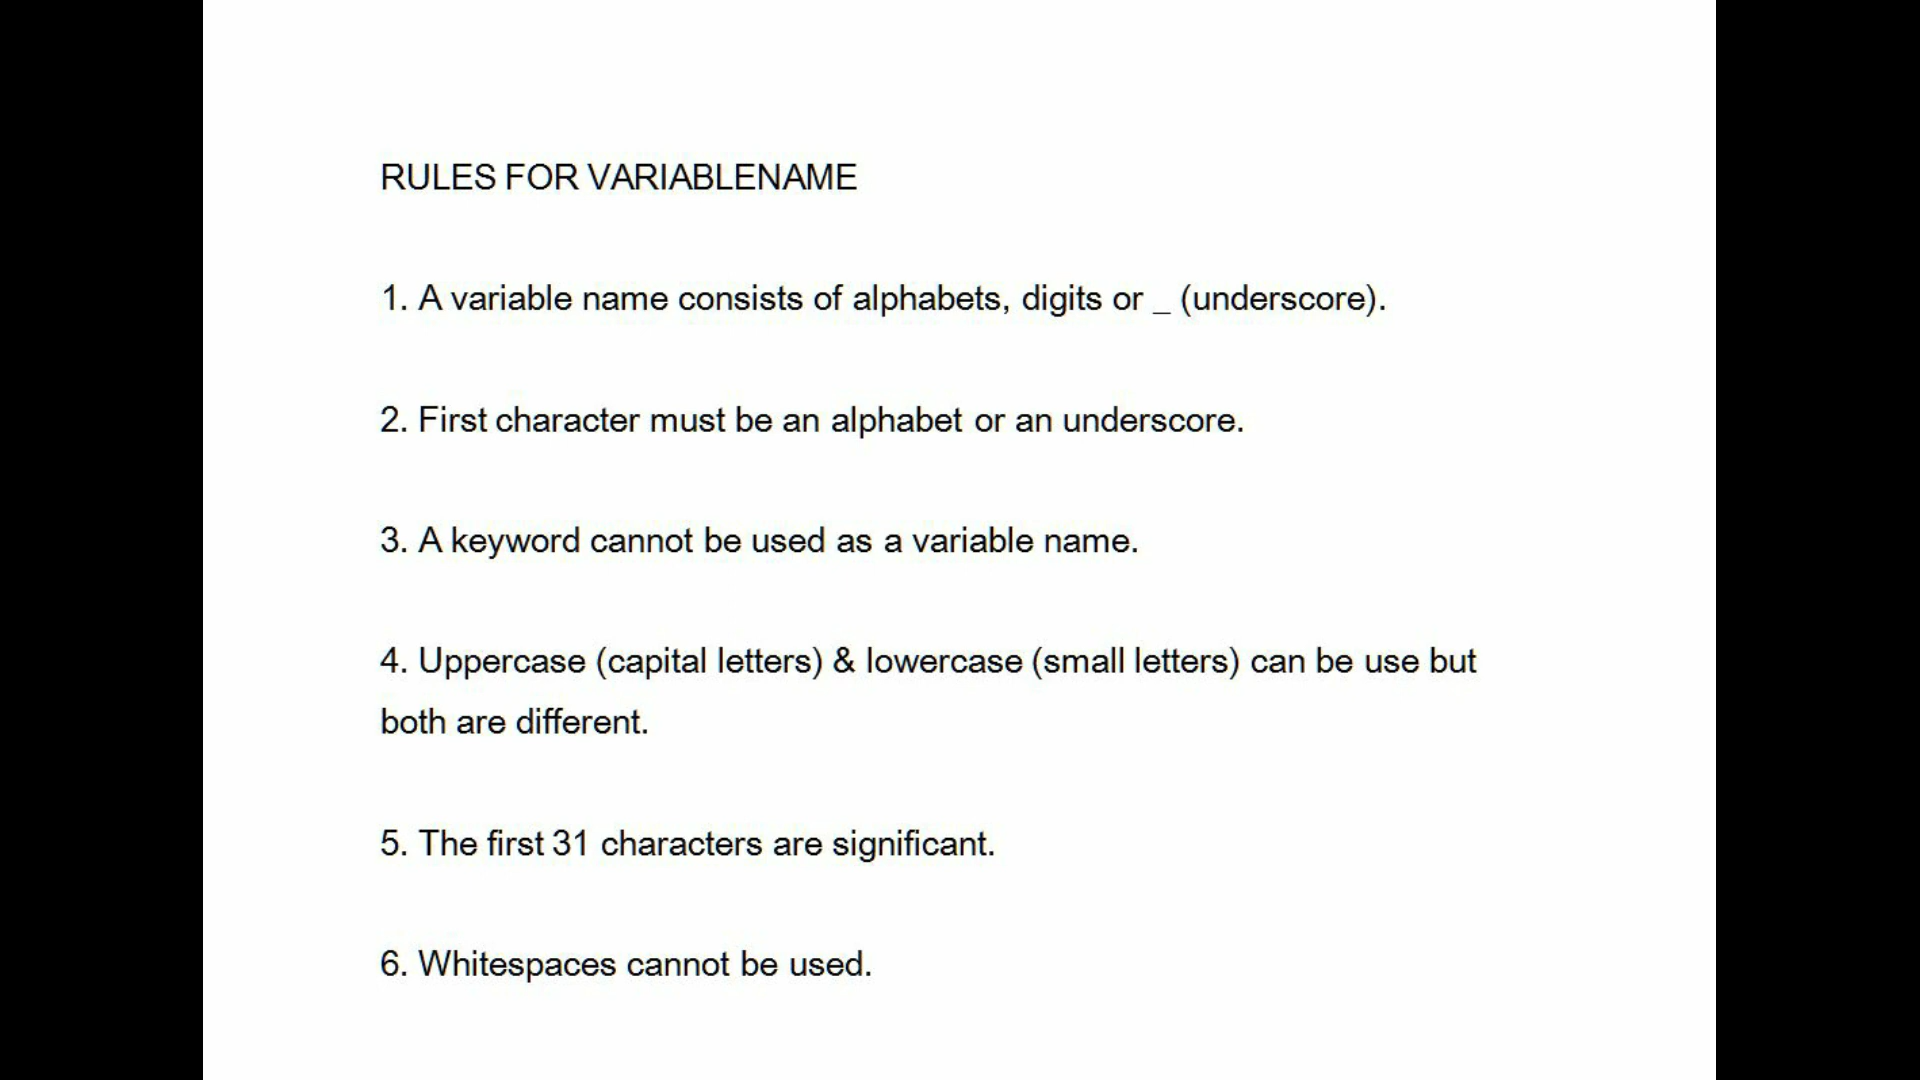 RULES FOR VARIABLENAME
1. A variable name consists of alphabets, digits or _ (underscore).
2. First character must be an alphabet or an underscore.
3. A keyword cannot be used as a variable name.
4. Uppercase (capital letters) & lowercase (small letters) can be use but
both are different.
5. The first 31 characters are significant.
6. Whitespaces cannot be used.